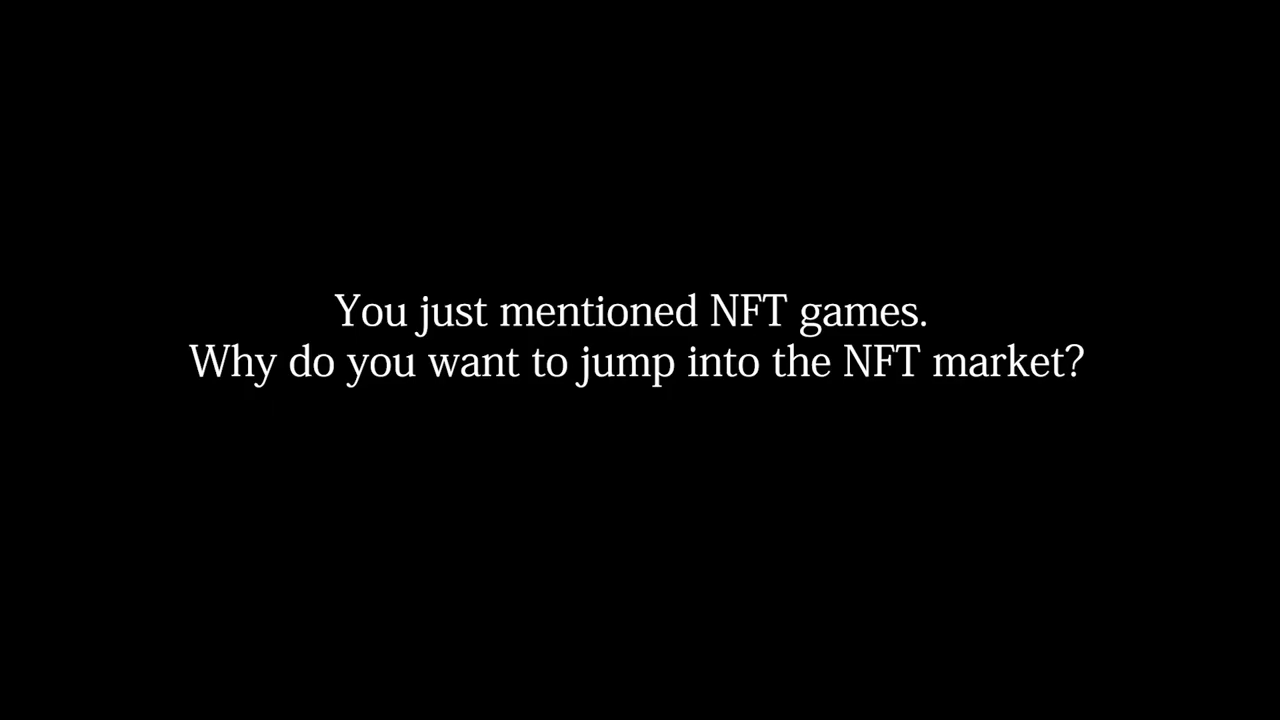 You just mentioned NFT games.
Why do you want to jump into the NFT market?